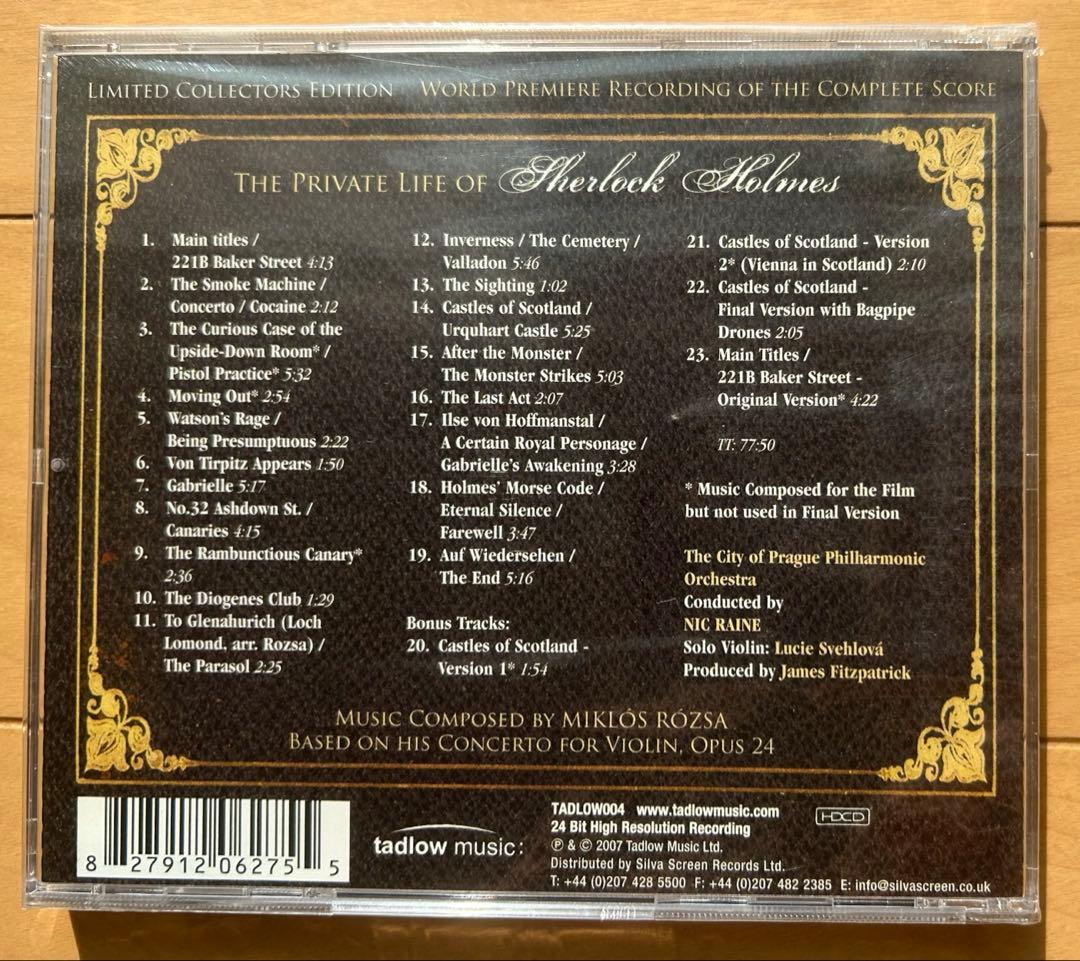 LIMITED COLLECTORS EDITION WORLD PREMIERE RECORDING OF THE COMPLETE SCORE
THE PRIVATE LIFE OF Sherlock Holmes
1. Main titles /
221B Baker Street 4:13
2. The Smoke Machine /
Concerto / Cocaine 2:12
3. The Curious Case of the
Upside-Down Room* /
Pistol Practice* 5:32
4. Moving Out* 2:54
5. Watson's Rage /
Being Presumptuous 2:22
6. Von Tirpitz Appears 1:50
7. Gabrielle 5:17
8. No.32 Ashdown St. /
Canaries 4:15
9. The Rambunctious Canary*
2:36
10. The Diogenes Club 1:29
11. To Glenahurich (Loch
Lomond, arr. Rozsa) /
The Parasol 2:25
12. Inverness / The Cemetery /
Valladon 5:46
13. The Sighting 1:02
14. Castles of Scotland /
Urquhart Castle 5:25
15. After the Monster /
The Monster Strikes 5:03
16. The Last Act 2:07
17. Ilse von Hoffmanstal /
A Certain Royal Personage /
Gabrielle's Awakening 3:28
18. Holmes' Morse Code /
Eternal Silence /
Farewell 3:47
19. Auf Wiedersehen /
The End 5:16
Bonus Tracks:
20. Castles of Scotland -
Version 1* 1:54
21. Castles of Scotland - Version
2* (Vienna in Scotland) 2:10
22. Castles of Scotland -
Final Version with Bagpipe
Drones 2:05
23. Main Titles /
221B Baker Street -
Original Version* 4:22
TT: 77:50
* Music Composed for the Film
but not used in Final Version
The City of Prague Philharmonic
Orchestra
Conducted by
NIC RAINE
Solo Violin: Lucie Svehlová
Produced by James Fitzpatrick
MUSIC COMPOSED BY MIKLÓS RÓZSA
BASED ON HIS CONCERTO FOR VIOLIN, OPUS 24
8 27912 06275 5
tadlow music:
TADLOW004 www.tadlowmusic.com
24 Bit High Resolution Recording
℗ & © 2007 Tadlow Music Ltd.
Distributed by Silva Screen Records Ltd.
T: +44 (0)207 428 5500 F: +44 (0)207 482 2385 E: info@silvascreen.co.uk
HDCD